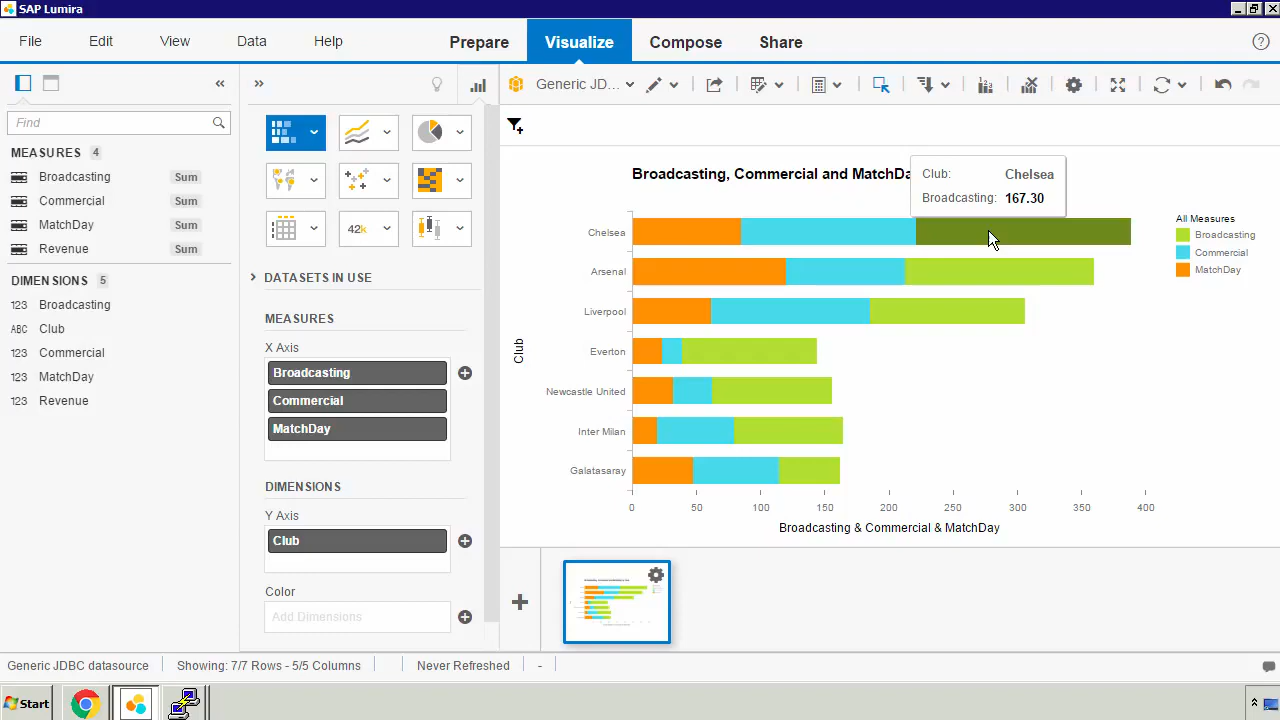 SAP Lumira
File Edit View Data Help Prepare Visualize Compose Share
Find
MEASURES 4
Broadcasting Sum
Commercial Sum
MatchDay Sum
Revenue Sum
DIMENSIONS 5
123 Broadcasting
ABC Club
123 Commercial
123 MatchDay
123 Revenue
42k
DATASETS IN USE
MEASURES
X Axis
Broadcasting
Commercial
MatchDay
DIMENSIONS
Y Axis
Club
Color
Add Dimensions
Generic JD...
Broadcasting, Commercial and MatchDa
Club: Chelsea
Broadcasting: 167.30
All Measures
Broadcasting
Commercial
MatchDay
Club
Chelsea
Arsenal
Liverpool
Everton
Newcastle United
Inter Milan
Galatasaray
0 50 100 150 200 250 300 350 400
Broadcasting & Commercial & MatchDay
Generic JDBC datasource Showing: 7/7 Rows - 5/5 Columns Never Refreshed -
Start